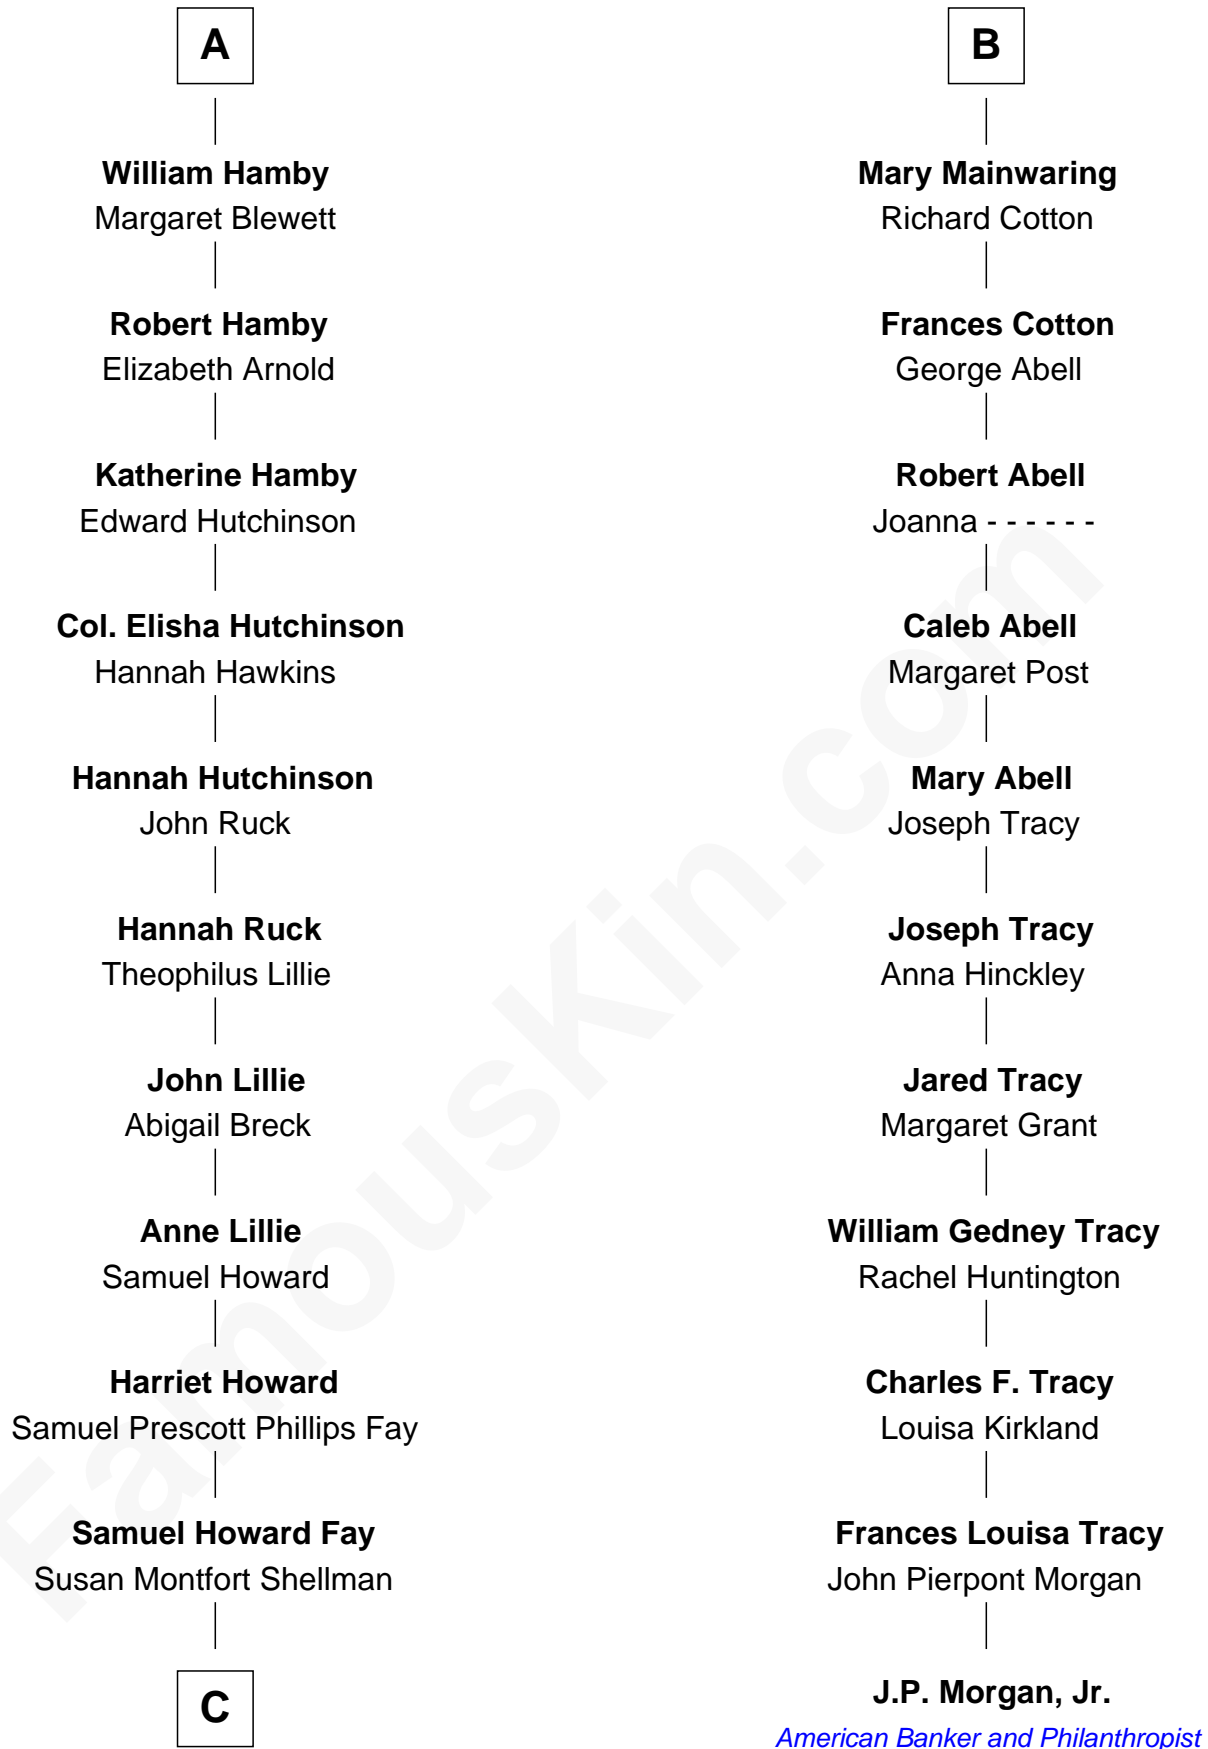 A
William Hamby
Margaret Blewett
Robert Hamby
Elizabeth Arnold
Katherine Hamby
Edward Hutchinson
Col. Elisha Hutchinson
Hannah Hawkins
Hannah Hutchinson
John Ruck
Hannah Ruck
Theophilus Lillie
John Lillie
Abigail Breck
Anne Lillie
Samuel Howard
Harriet Howard
Samuel Prescott Phillips Fay
Samuel Howard Fay
Susan Montfort Shellman
C
B
Mary Mainwaring
Richard Cotton
Frances Cotton
George Abell
Robert Abell
Joanna - - - - - -
Caleb Abell
Margaret Post
Mary Abell
Joseph Tracy
Joseph Tracy
Anna Hinckley
Jared Tracy
Margaret Grant
William Gedney Tracy
Rachel Huntington
Charles F. Tracy
Louisa Kirkland
Frances Louisa Tracy
John Pierpont Morgan
J.P. Morgan, Jr.
American Banker and Philanthropist
FamousKin.com